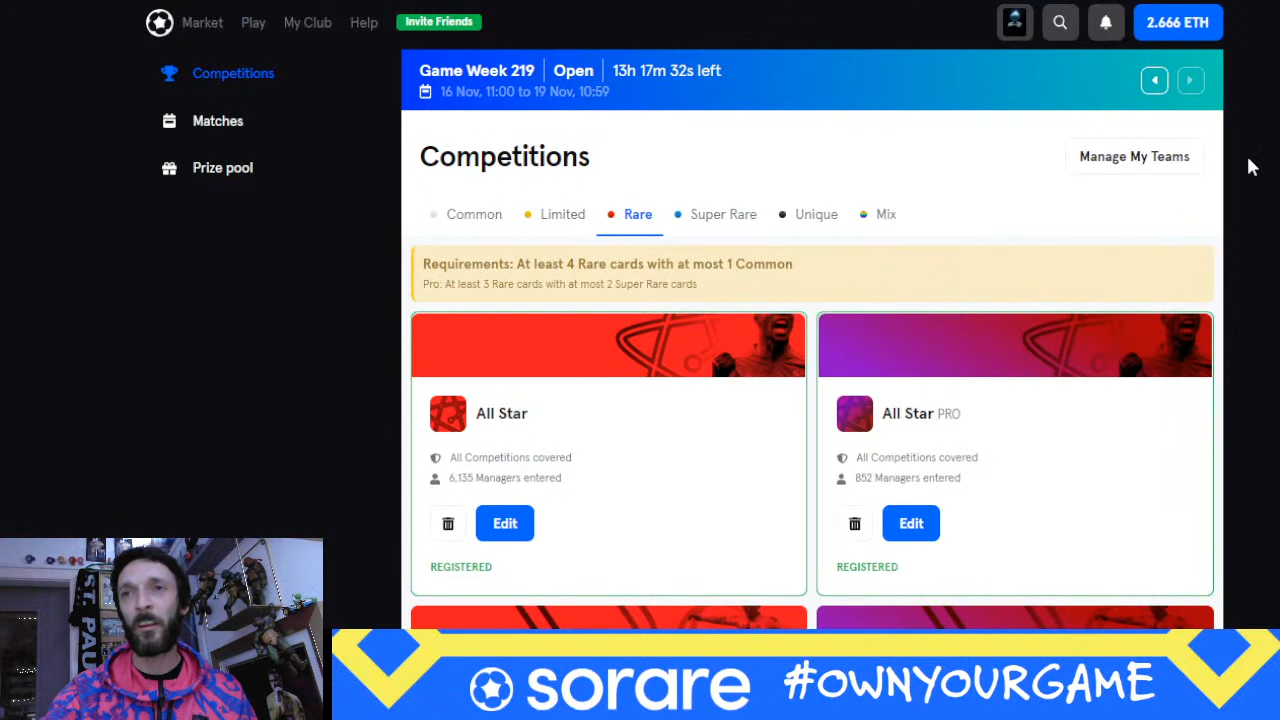 Market Play My Club Help Invite Friends 2.666 ETH
Competitions
Matches
Prize pool
Game Week 219 Open 13h 17m 32s left
16 Nov, 11:00 to 19 Nov, 10:59
Competitions
Manage My Teams
Common Limited Rare Super Rare Unique Mix
Requirements: At least 4 Rare cards with at most 1 Common
Pro: At least 3 Rare cards with at most 2 Super Rare cards
All Star
All Competitions covered
6,135 Managers entered
Edit
REGISTERED
All Star PRO
All Competitions covered
852 Managers entered
Edit
REGISTERED
ST. PAU
sorare #OWNYOURGAME